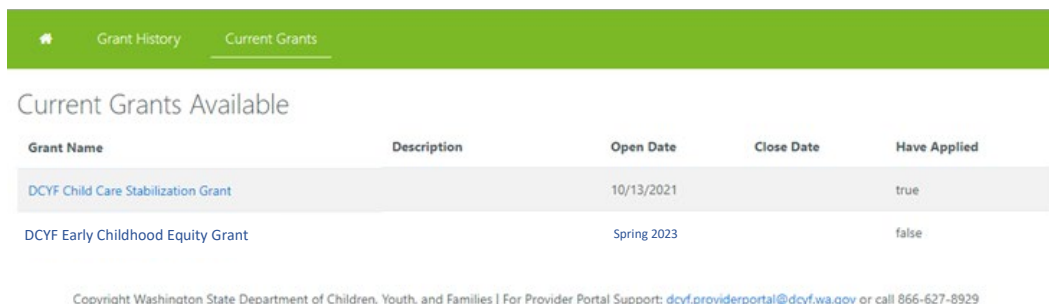 Grant History Current Grants
Current Grants Available
Grant Name Description Open Date Close Date Have Applied
DCYF Child Care Stabilization Grant 10/13/2021 true
DCYF Early Childhood Equity Grant Spring 2023 false
Copyright Washington State Department of Children, Youth, and Families | For Provider Portal Support: dcyf.providerportal@dcyf.wa.gov or call 866-627-8929